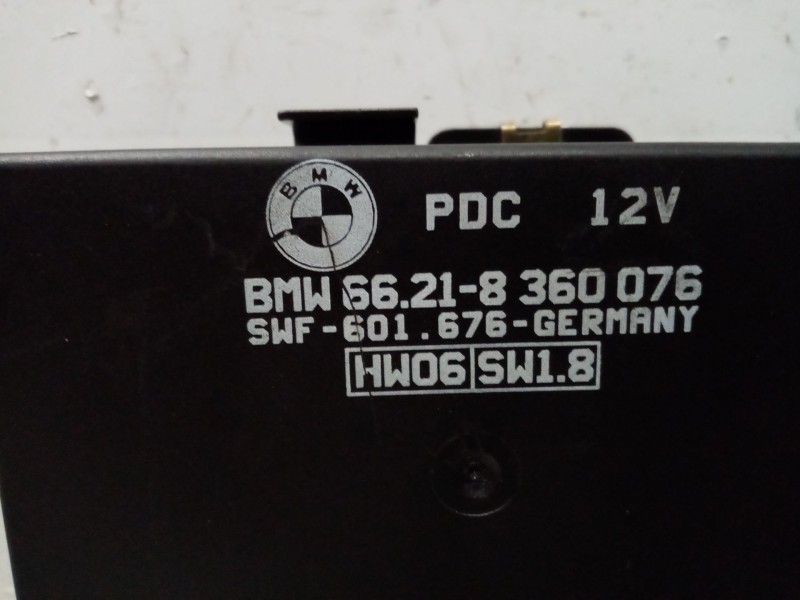 BMW
PDC 12V
BMW 66.21-8 360 076
SWF-601.676-GERMANY
HW06 SW1.8